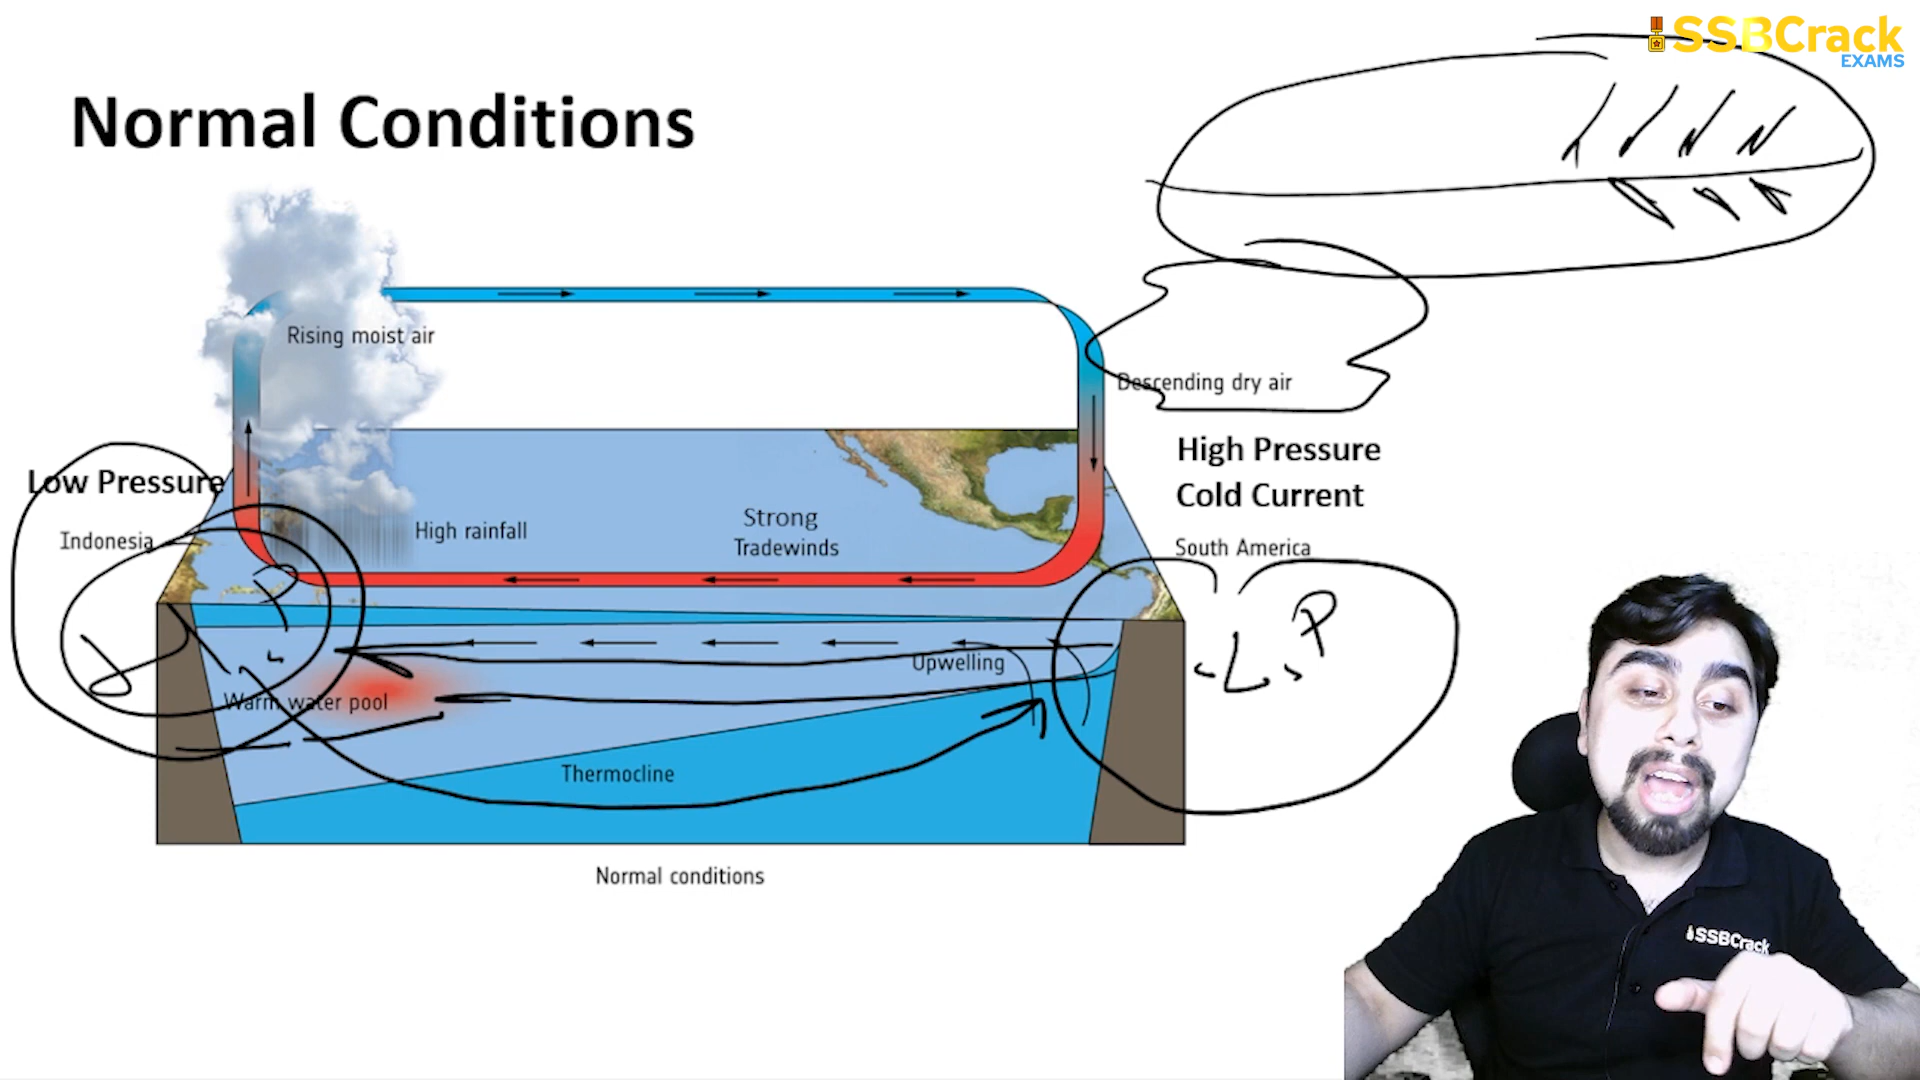 SSBCrack
EXAMS
Normal Conditions
Rising moist air
Descending dry air
High Pressure
Cold Current
Low Pressure
Indonesia
High rainfall
Strong
Tradewinds
South America
L.P
Upwelling
Warm water pool
Thermocline
Normal conditions
SSBCrack